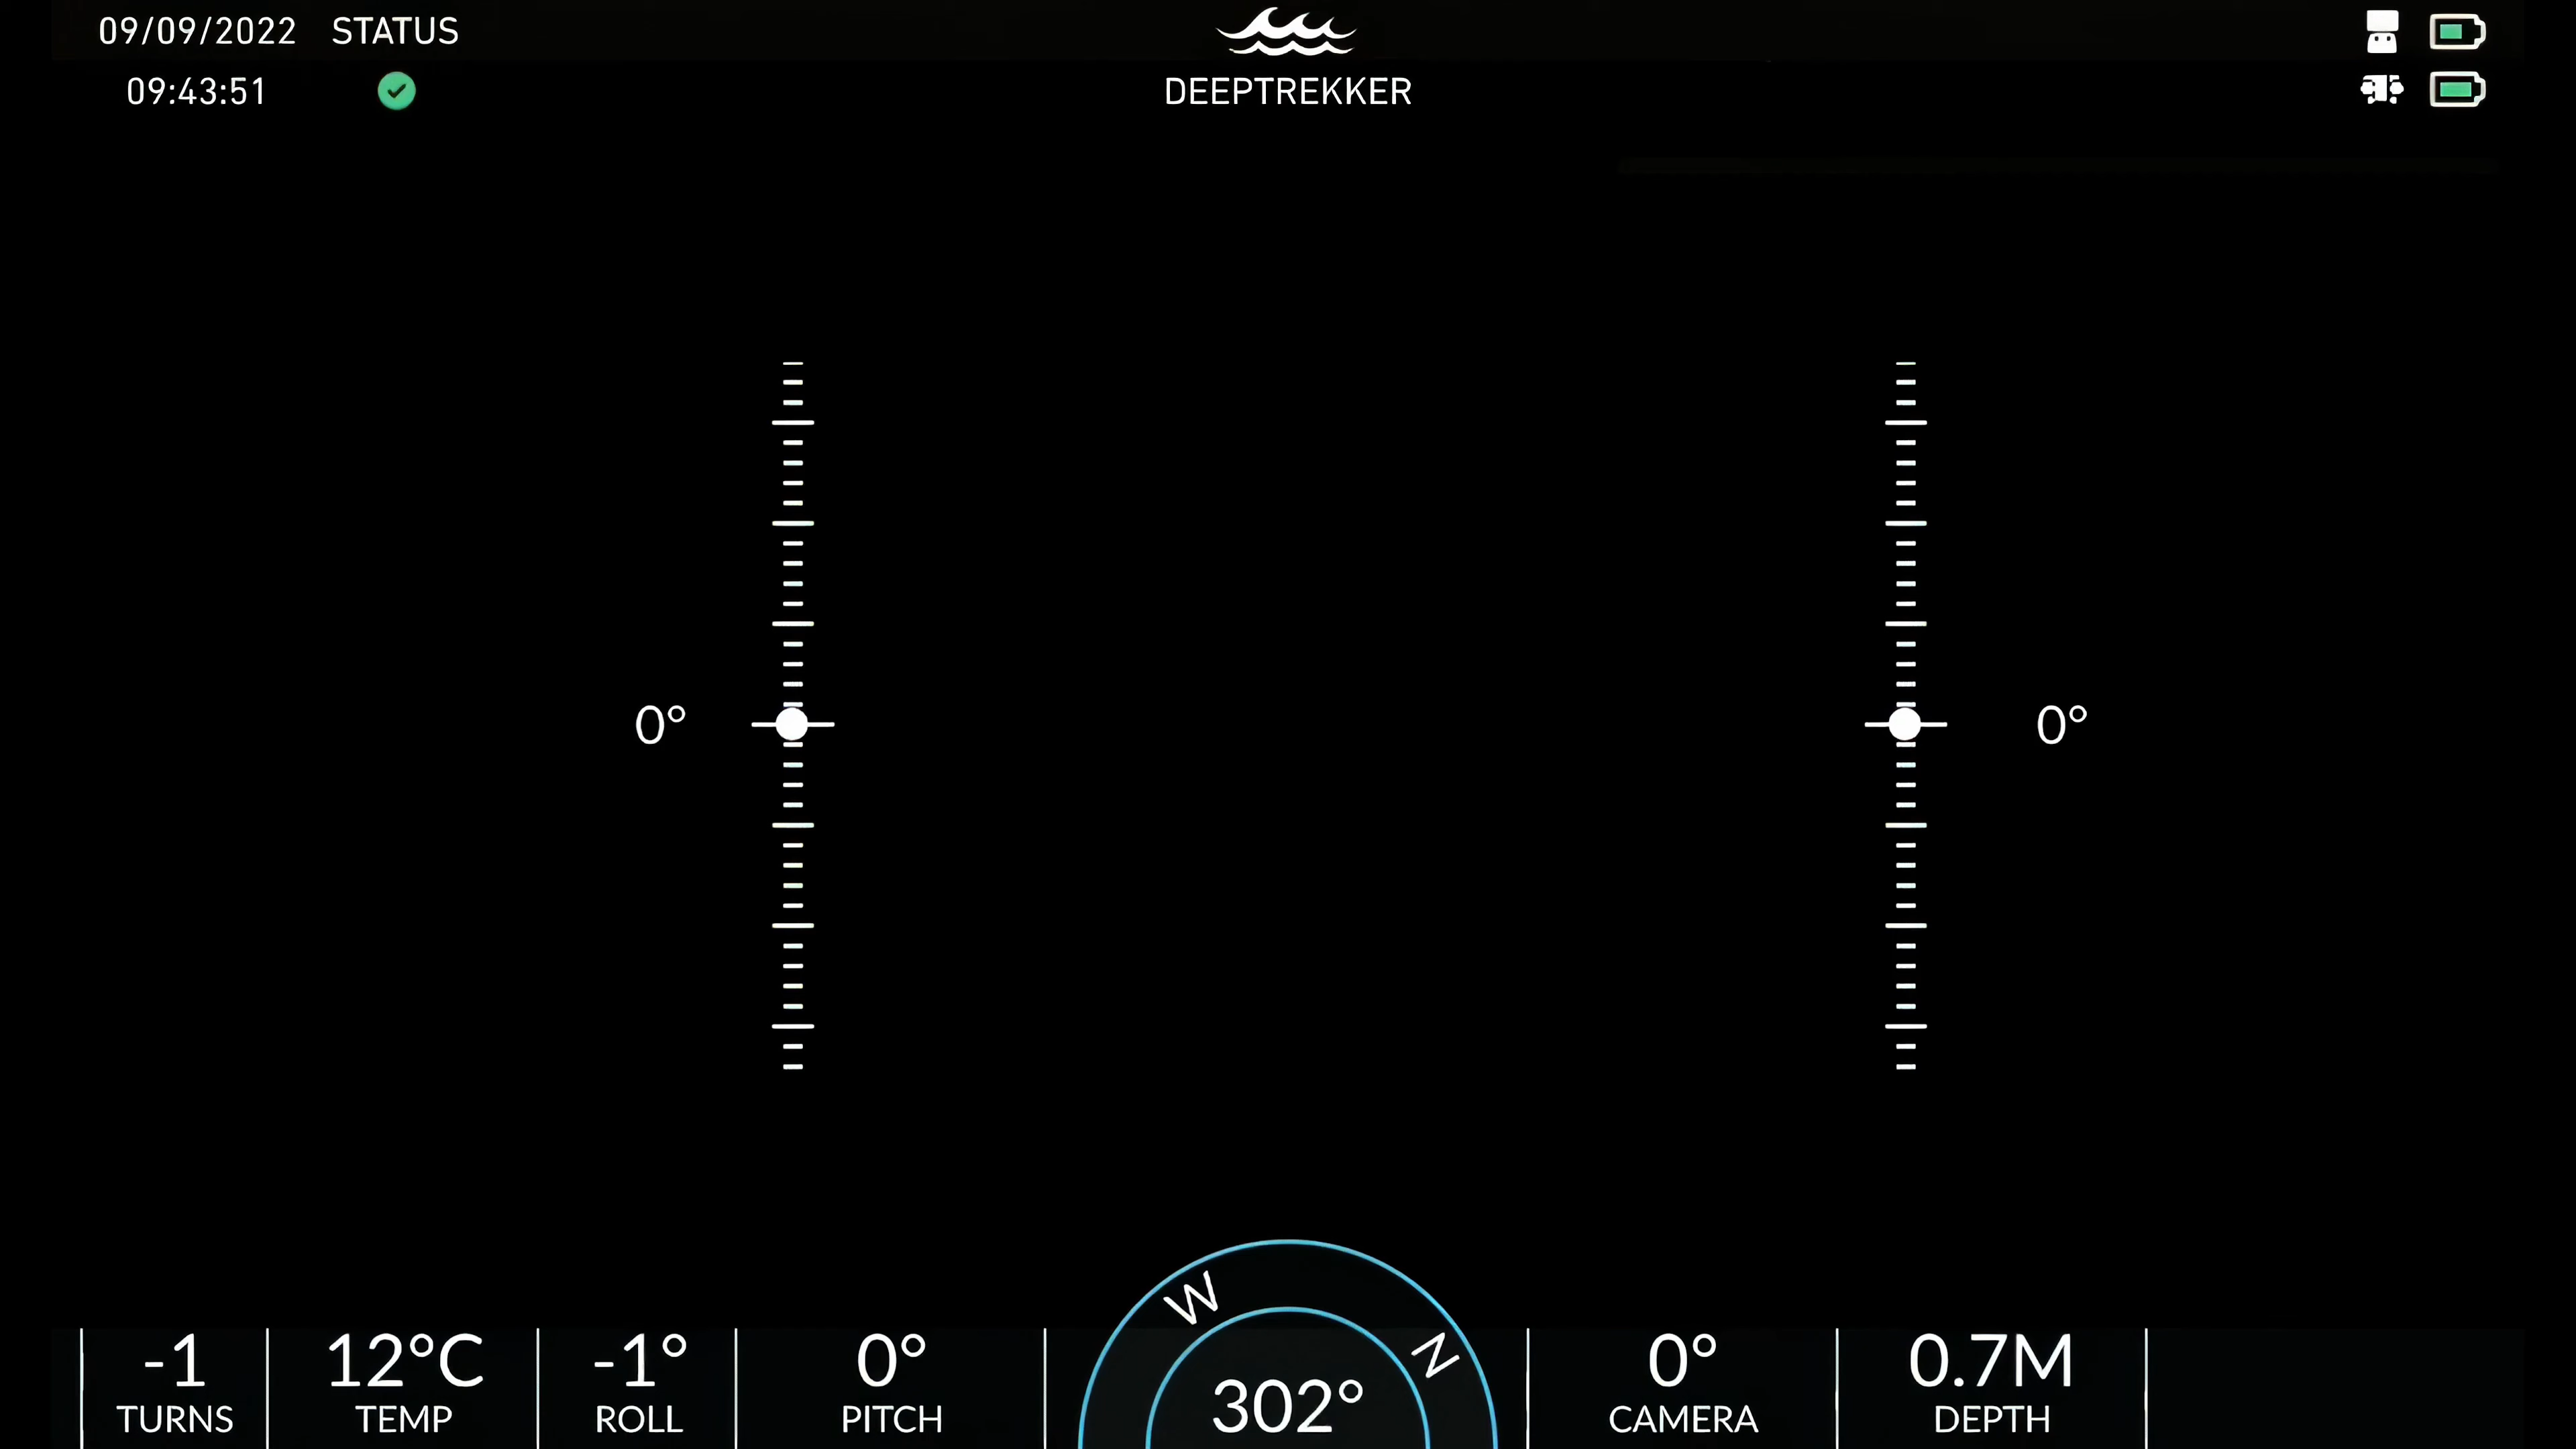 09/09/2022 STATUS
09:43:51
DEEPTREKKER
0° 0°
W
N
-1 12°C -1° 0° 302° 0° 0.7M
TURNS TEMP ROLL PITCH CAMERA DEPTH